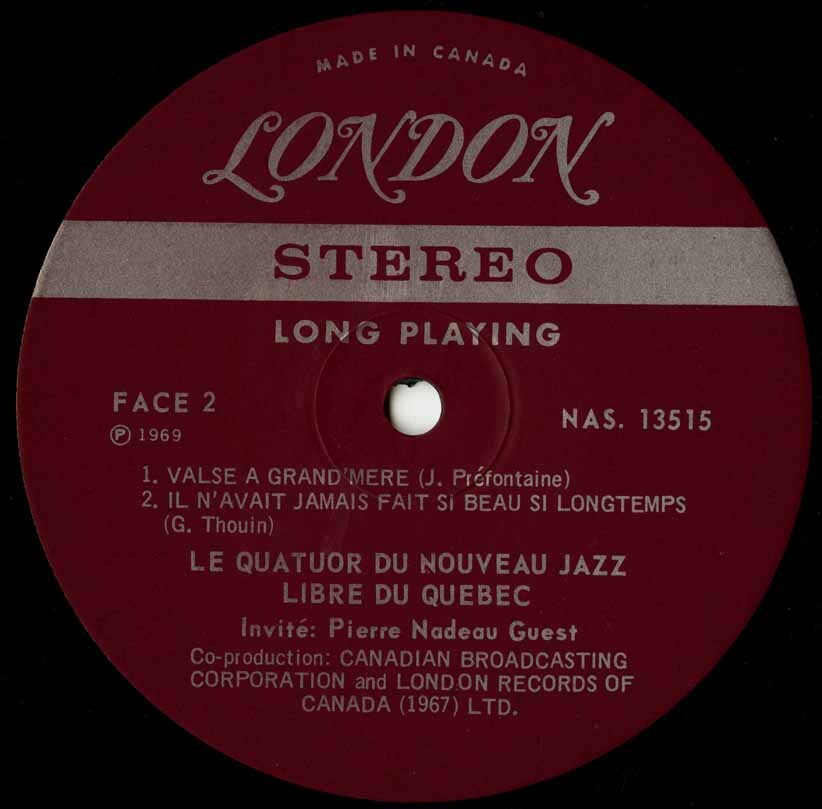 MADE IN CANADA
LONDON
STEREO
LONG PLAYING
FACE 2
℗ 1969
NAS. 13515
1. VALSE A GRAND'MERE (J. Préfontaine)
2. IL N'AVAIT JAMAIS FAIT Si BEAU SI LONGTEMPS
(G. Thouin)
LE QUATUOR DU NOUVEAU JAZZ
LIBRE DU QUEBEC
Invité: Pierre Nadeau Guest
Co-production: CANADIAN BROADCASTING
CORPORATION and LONDON RECORDS OF
CANADA (1967) LTD.